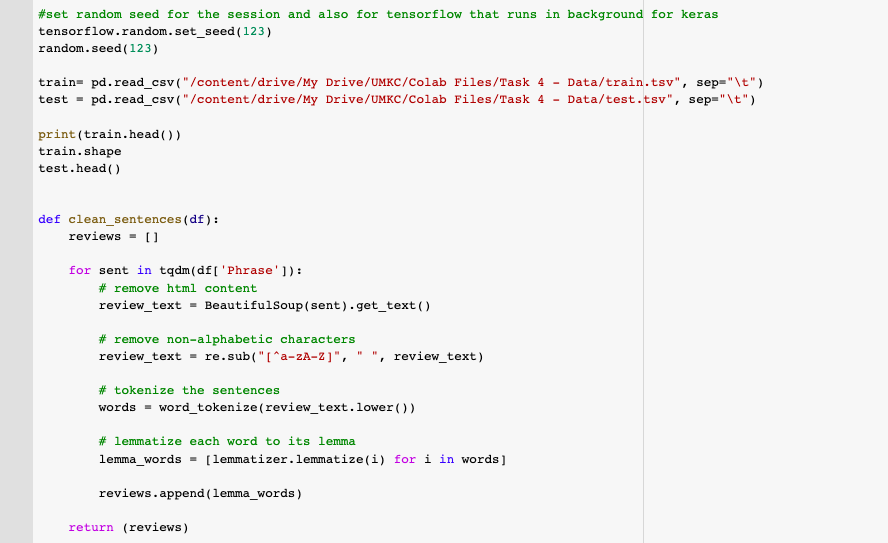 #set random seed for the session and also for tensorflow that runs in background for keras
tensorflow.random.set_seed(123)
random.seed(123)

train= pd.read_csv("/content/drive/My Drive/UMKC/Colab Files/Task 4 - Data/train.tsv", sep="\t")
test = pd.read_csv("/content/drive/My Drive/UMKC/Colab Files/Task 4 - Data/test.tsv", sep="\t")

print(train.head())
train.shape
test.head()


def clean_sentences(df):
    reviews = []

    for sent in tqdm(df['Phrase']):
        # remove html content
        review_text = BeautifulSoup(sent).get_text()

        # remove non-alphabetic characters
        review_text = re.sub("[^a-zA-Z]", " ", review_text)

        # tokenize the sentences
        words = word_tokenize(review_text.lower())

        # lemmatize each word to its lemma
        lemma_words = [lemmatizer.lemmatize(i) for i in words]

        reviews.append(lemma_words)

    return (reviews)